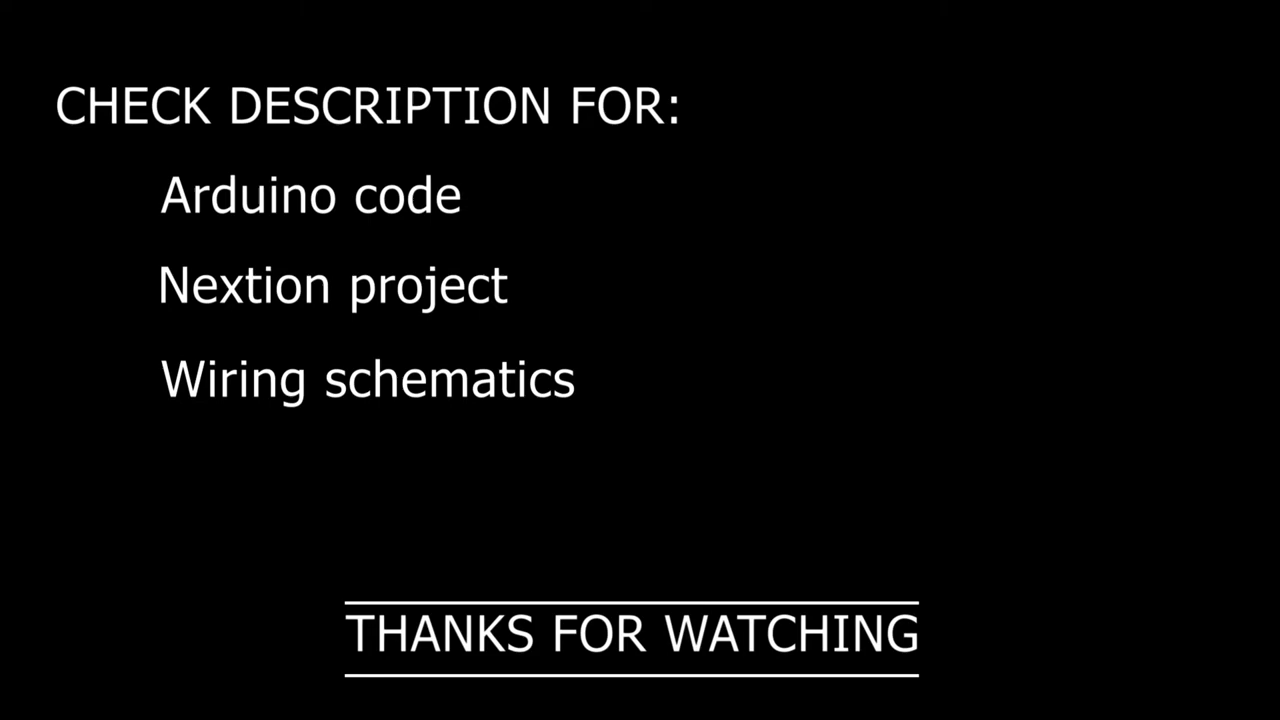 CHECK DESCRIPTION FOR:
Arduino code
Nextion project
Wiring schematics
THANKS FOR WATCHING